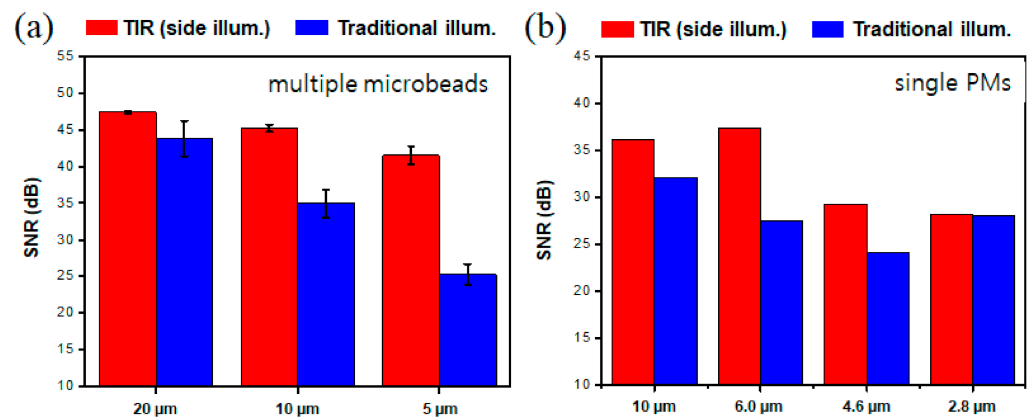 (a) TIR (side illum.) Traditional illum.
multiple microbeads
SNR (dB)
55
50
45
40
35
30
25
20
15
10
20 μm 10 μm 5 μm
(b) TIR (side illum.) Traditional illum.
single PMs
SNR (dB)
45
40
35
30
25
20
15
10
10 μm 6.0 μm 4.6 μm 2.8 μm